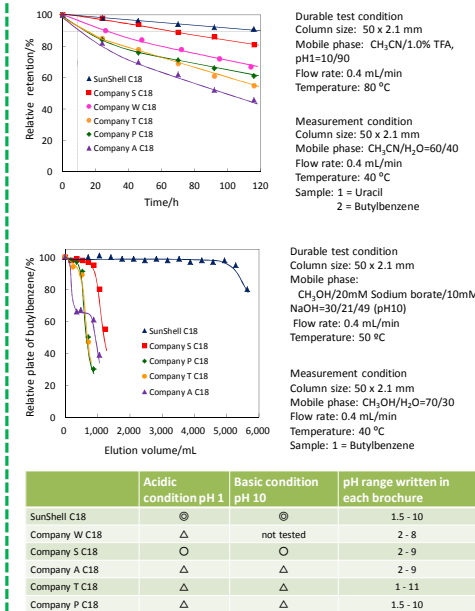 100
80
60
40
20
0
Relative retention/%
SunShell C18
Company S C18
Company W C18
Company T C18
Company P C18
Company A C18
0 20 40 60 80 100 120
Time/h
Durable test condition
Column size: 50 x 2.1 mm
Mobile phase: CH3CN/1.0% TFA,
pH1=10/90
Flow rate: 0.4 mL/min
Temperature: 80 ºC
Measurement condition
Column size: 50 x 2.1 mm
Mobile phase: CH3CN/H2O=60/40
Flow rate: 0.4 mL/min
Temperature: 40 ºC
Sample: 1 = Uracil
2 = Butylbenzene
100
80
60
40
20
0
Relative plate of butylbenzene/%
SunShell C18
Company S C18
Company P C18
Company T C18
Company A C18
0 1,000 2,000 3,000 4,000 5,000 6,000
Elution volume/mL
Durable test condition
Column size: 50 x 2.1 mm
Mobile phase:
CH3OH/20mM Sodium borate/10mM
NaOH=30/21/49 (pH10)
Flow rate: 0.4 mL/min
Temperature: 50 ºC
Measurement condition
Column size: 50 x 2.1 mm
Mobile phase: CH3OH/H2O=70/30
Flow rate: 0.4 mL/min
Temperature: 40 ºC
Sample: 1 = Butylbenzene
Acidic condition pH 1 Basic condition pH 10 pH range written in each brochure
SunShell C18 ◎ ◎ 1.5 - 10
Company W C18 △ not tested 2 - 8
Company S C18 ○ ○ 2 - 9
Company A C18 △ △ 2 - 9
Company T C18 △ △ 1 - 11
Company P C18 △ △ 1.5 - 10